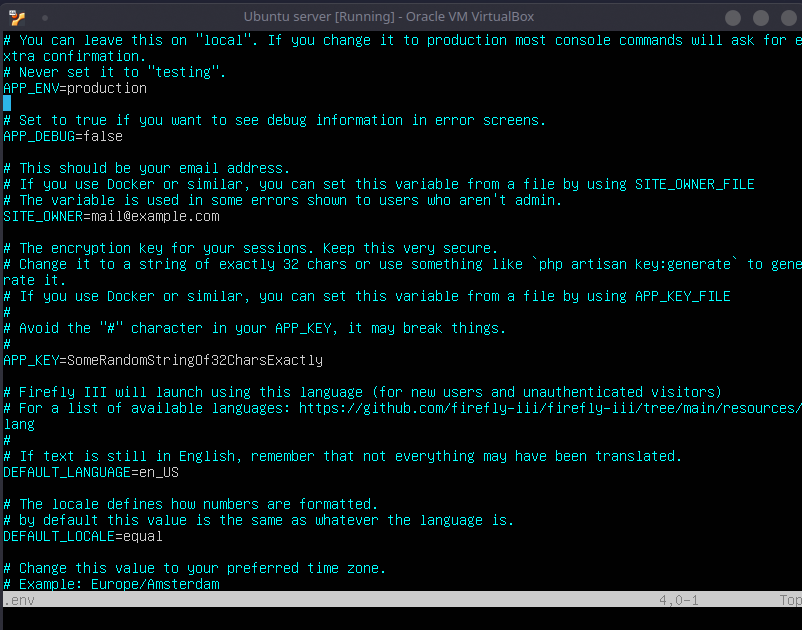 Ubuntu server [Running] - Oracle VM VirtualBox
# You can leave this on "local". If you change it to production most console commands will ask for e
xtra confirmation.
# Never set it to "testing".
APP_ENV=production
# Set to true if you want to see debug information in error screens.
APP_DEBUG=false
# This should be your email address.
# If you use Docker or similar, you can set this variable from a file by using SITE_OWNER_FILE
# The variable is used in some errors shown to users who aren't admin.
SITE_OWNER=mail@example.com
# The encryption key for your sessions. Keep this very secure.
# Change it to a string of exactly 32 chars or use something like `php artisan key:generate` to gene
rate it.
# If you use Docker or similar, you can set this variable from a file by using APP_KEY_FILE
#
# Avoid the "#" character in your APP_KEY, it may break things.
#
APP_KEY=SomeRandomStringOf32CharsExactly
# Firefly III will launch using this language (for new users and unauthenticated visitors)
# For a list of available languages: https://github.com/firefly-iii/firefly-iii/tree/main/resources/
lang
#
# If text is still in English, remember that not everything may have been translated.
DEFAULT_LANGUAGE=en_US
# The locale defines how numbers are formatted.
# by default this value is the same as whatever the language is.
DEFAULT_LOCALE=equal
# Change this value to your preferred time zone.
# Example: Europe/Amsterdam
.env 4,0-1 Top